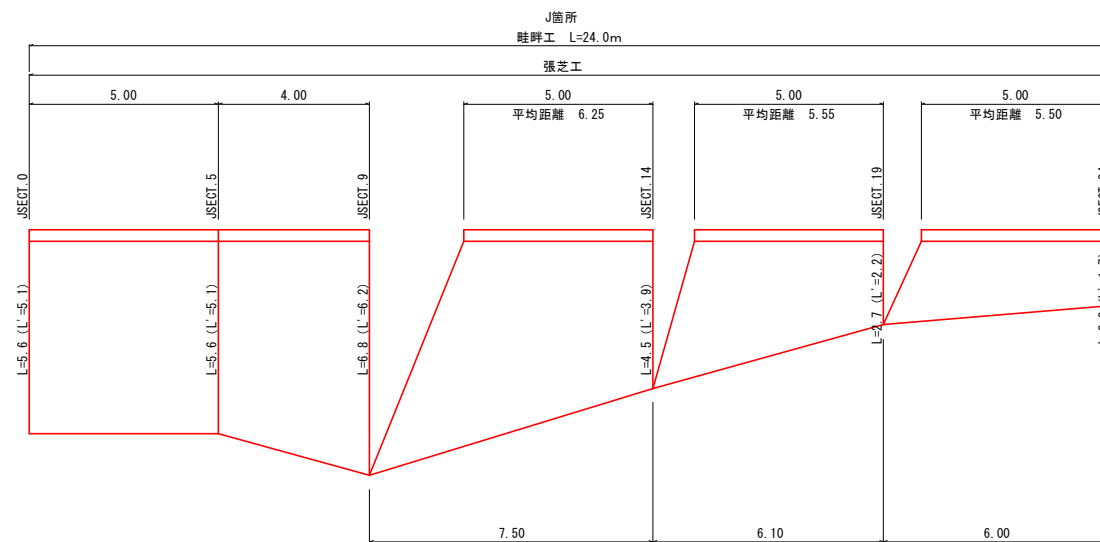 J箇所
畦畔工 L=24.0m
張芝工
5.00
4.00
5.00
5.00
5.00
平均距離 6.25
平均距離 5.55
平均距離 5.50
JSECT.0
JSECT.5
JSECT.9
JSECT.14
JSECT.19
L=5.6 (L'=5.1)
L=5.6 (L'=5.1)
L=6.8 (L'=6.2)
L=4.5 (L'=3.9)
L=2.7 (L'=2.2)
7.50
6.10
6.00